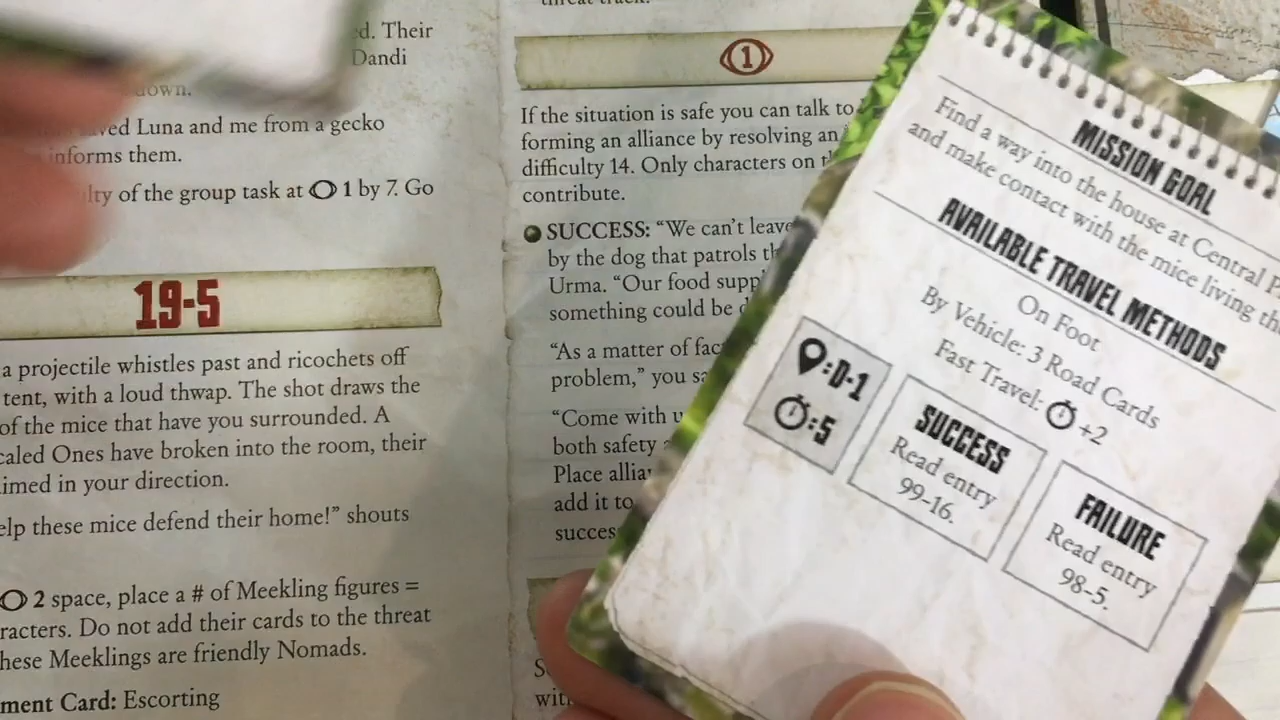 d. Their
Dandi
down.
ved Luna and me from a gecko
informs them.
lty of the group task at 1 by 7. Go
19-5
a projectile whistles past and ricochets off
tent, with a loud thwap. The shot draws the
of the mice that have you surrounded. A
caled Ones have broken into the room, their
imed in your direction.
elp these mice defend their home!” shouts
2 space, place a # of Meekling figures =
racters. Do not add their cards to the threat
hese Meeklings are friendly Nomads.
ment Card: Escorting
threat track.
1
If the situation is safe you can talk to
forming an alliance by resolving an
difficulty 14. Only characters on
contribute.
SUCCESS: “We can’t leave
by the dog that patrols
Urma. “Our food supp
something could be
“As a matter of fac
problem,” you
“Come with
both safety
Place allia
add it to
succes
MISSION GOAL
Find a way into the house at Central
and make contact with the mice living
AVAILABLE TRAVEL METHODS
On Foot
By Vehicle: 3 Road Cards
Fast Travel: +2
:D-1
:5
SUCCESS
Read entry
99-16.
FAILURE
Read entry
98-5.